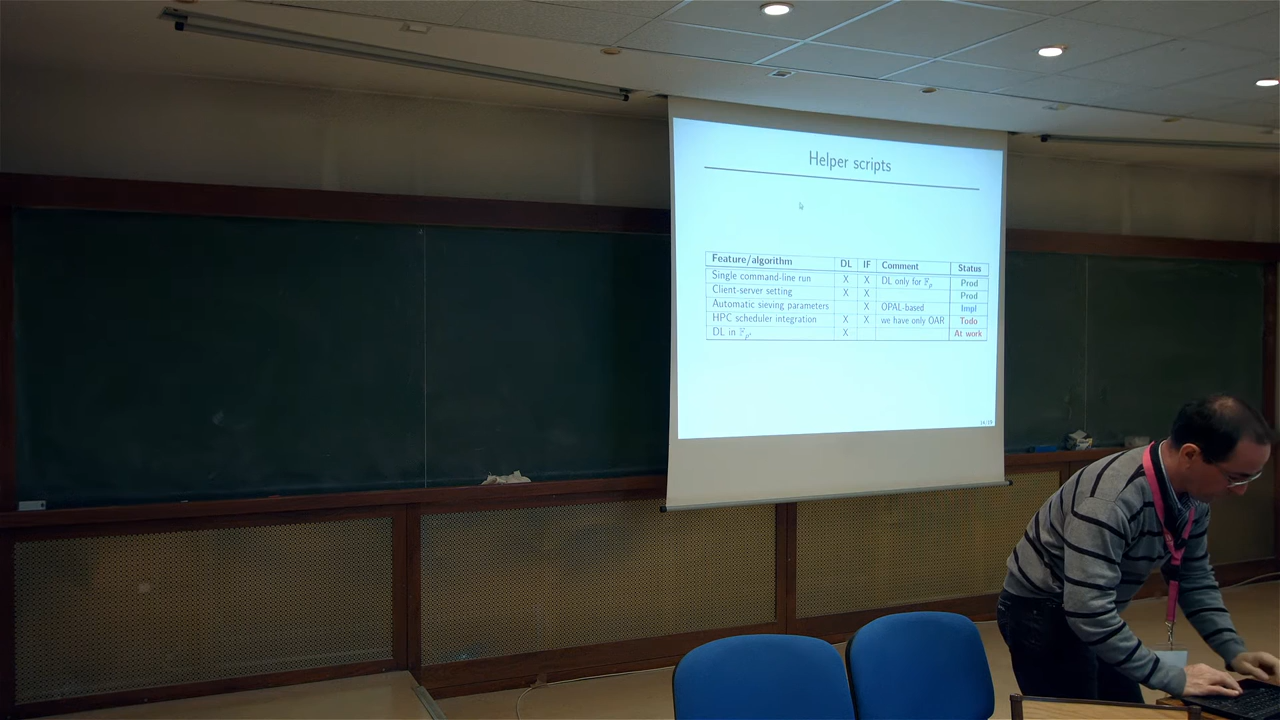 Helper scripts
Feature/algorithm DL IF Comment Status
Single command-line run X X DL only for 𝔽p Prod
Client-server setting X X Prod
Automatic sieving parameters X OPAL-based Impl
HPC scheduler integration X X we have only OAR Todo
DL in X At work